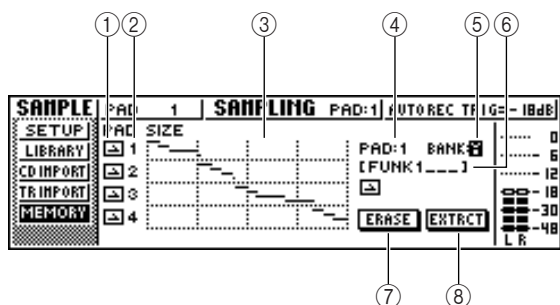 ① ② ③ ④ ⑤ ⑥
SAMPLE PAD 1 SAMPLING PAD:1 AUTOREC TRIG=-18dB
SETUP
LIBRARY
CD IMPORT
TR IMPORT
MEMORY
PAD SIZE
1
2
3
4
PAD:1 BANK:
[FUNK1___]
ERASE EXTRCT
0
6
12
18
30
48
L R
⑦ ⑧